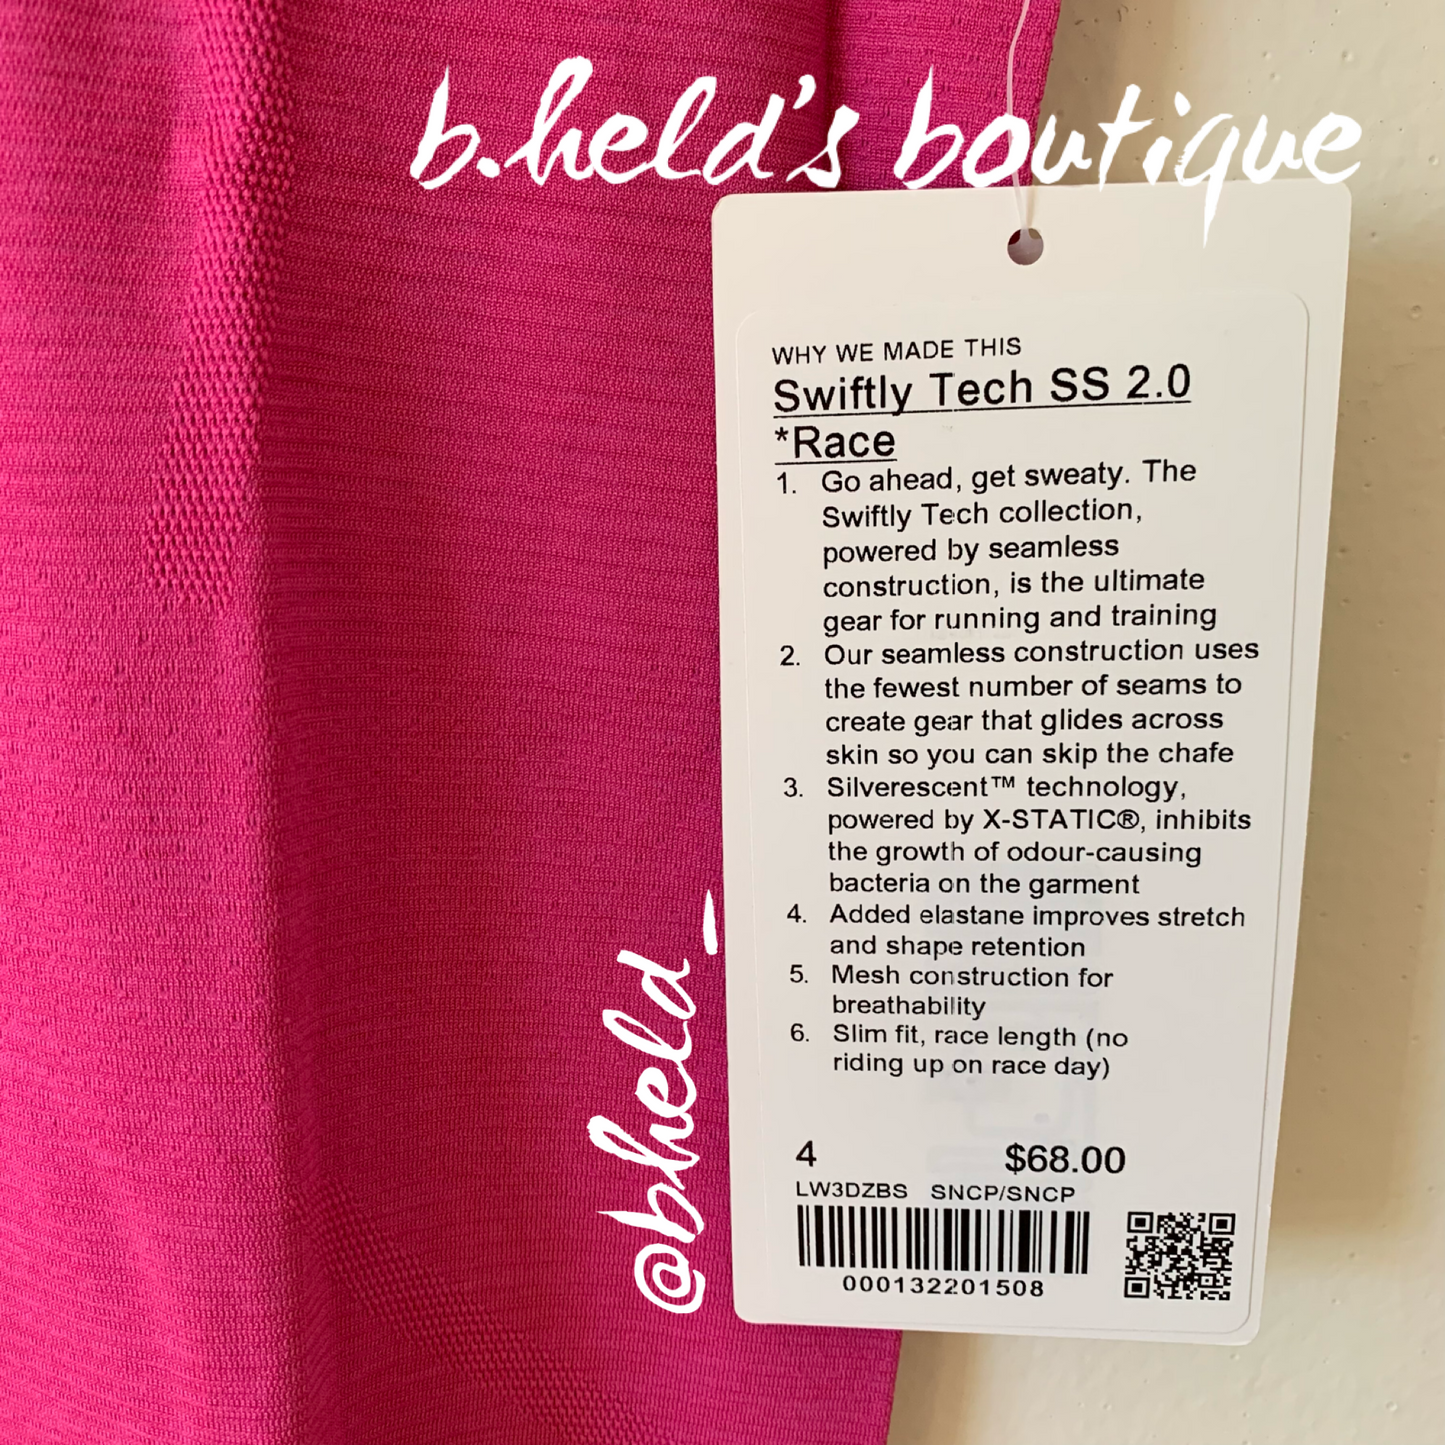 b.held's boutique
WHY WE MADE THIS
Swiftly Tech SS 2.0
*Race
1. Go ahead, get sweaty. The
Swiftly Tech collection,
powered by seamless
construction, is the ultimate
gear for running and training
2. Our seamless construction uses
the fewest number of seams to
create gear that glides across
skin so you can skip the chafe
3. Silverescent™ technology,
powered by X-STATIC®, inhibits
the growth of odour-causing
bacteria on the garment
4. Added elastane improves stretch
and shape retention
5. Mesh construction for
breathability
6. Slim fit, race length (no
riding up on race day)
4 $68.00
LW3DZBS SNCP/SNCP
000132201508
@bheld_